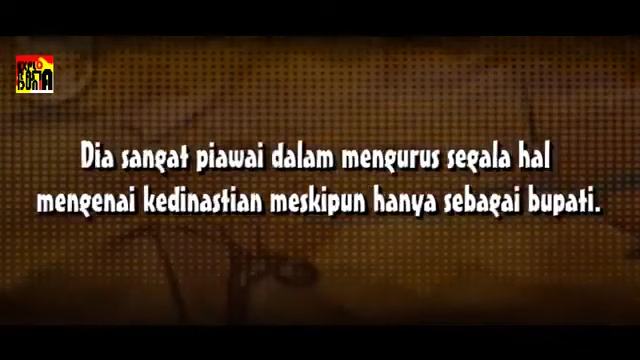 Dia sangat piawai dalam mengurus segala hal
mengenai kedinastian meskipun hanya sebagai bupati.